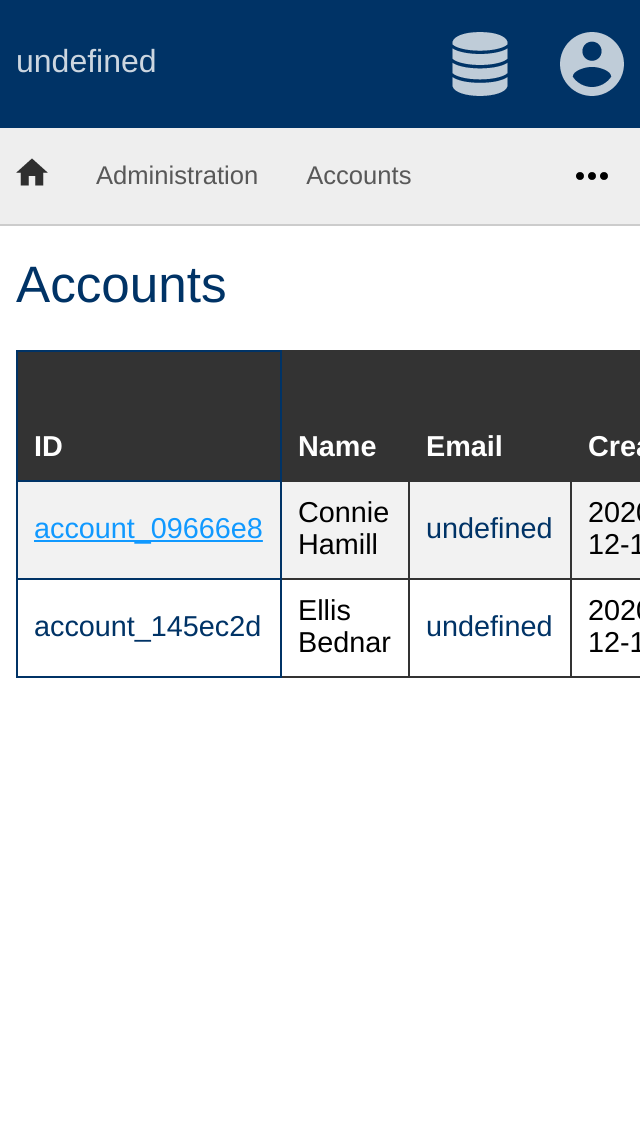 undefined
Administration Accounts
Accounts
ID Name Email Crea
account_09666e8 Connie Hamill undefined 2020 12-1
account_145ec2d Ellis Bednar undefined 2020 12-1